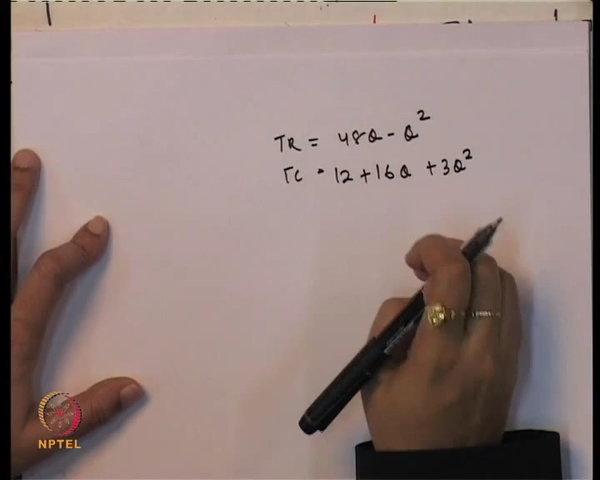 TR = 48Q - Q²
TC = 12 + 16Q + 3Q²
NPTEL